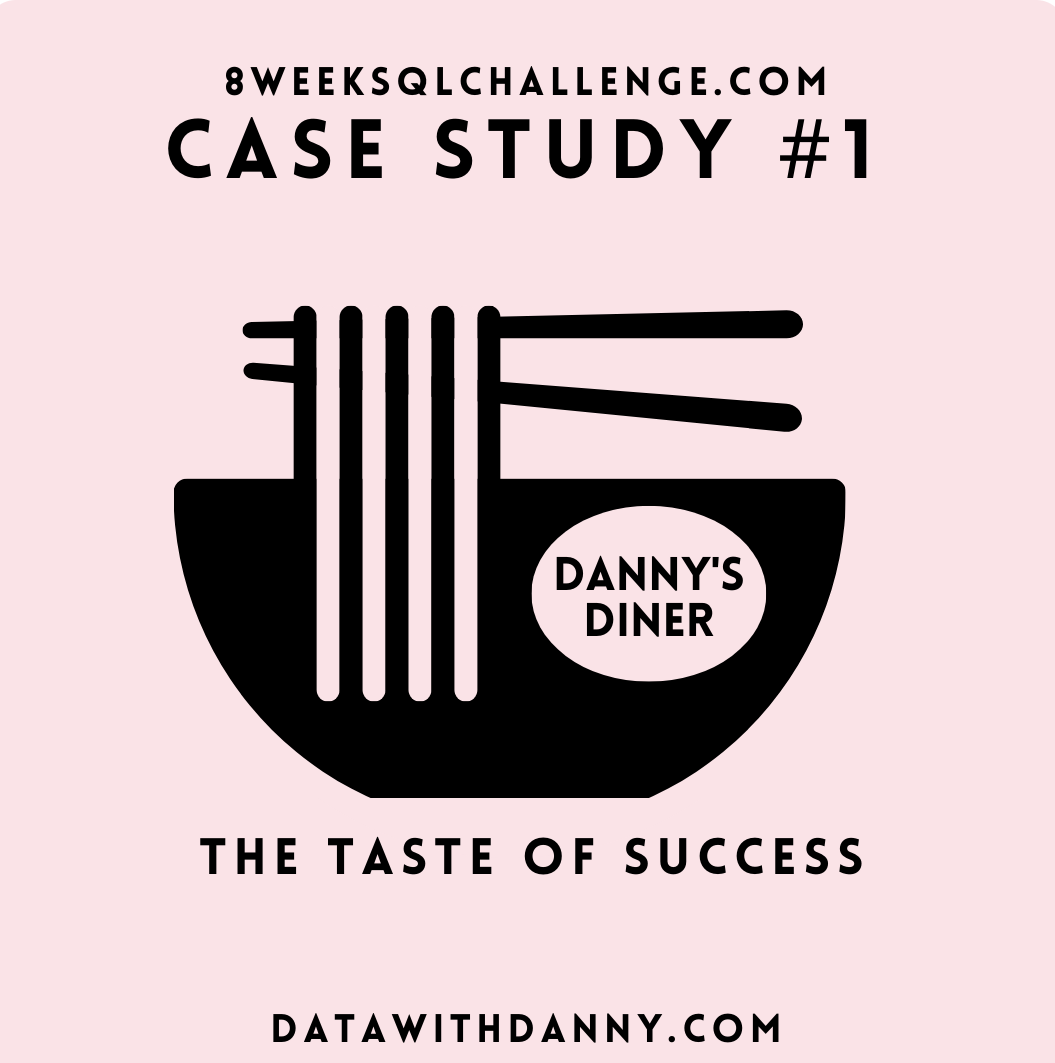 8WEEKSQLCHALLENGE.COM
CASE STUDY #1
DANNY'S
DINER
THE TASTE OF SUCCESS
DATAWITHDANNY.COM